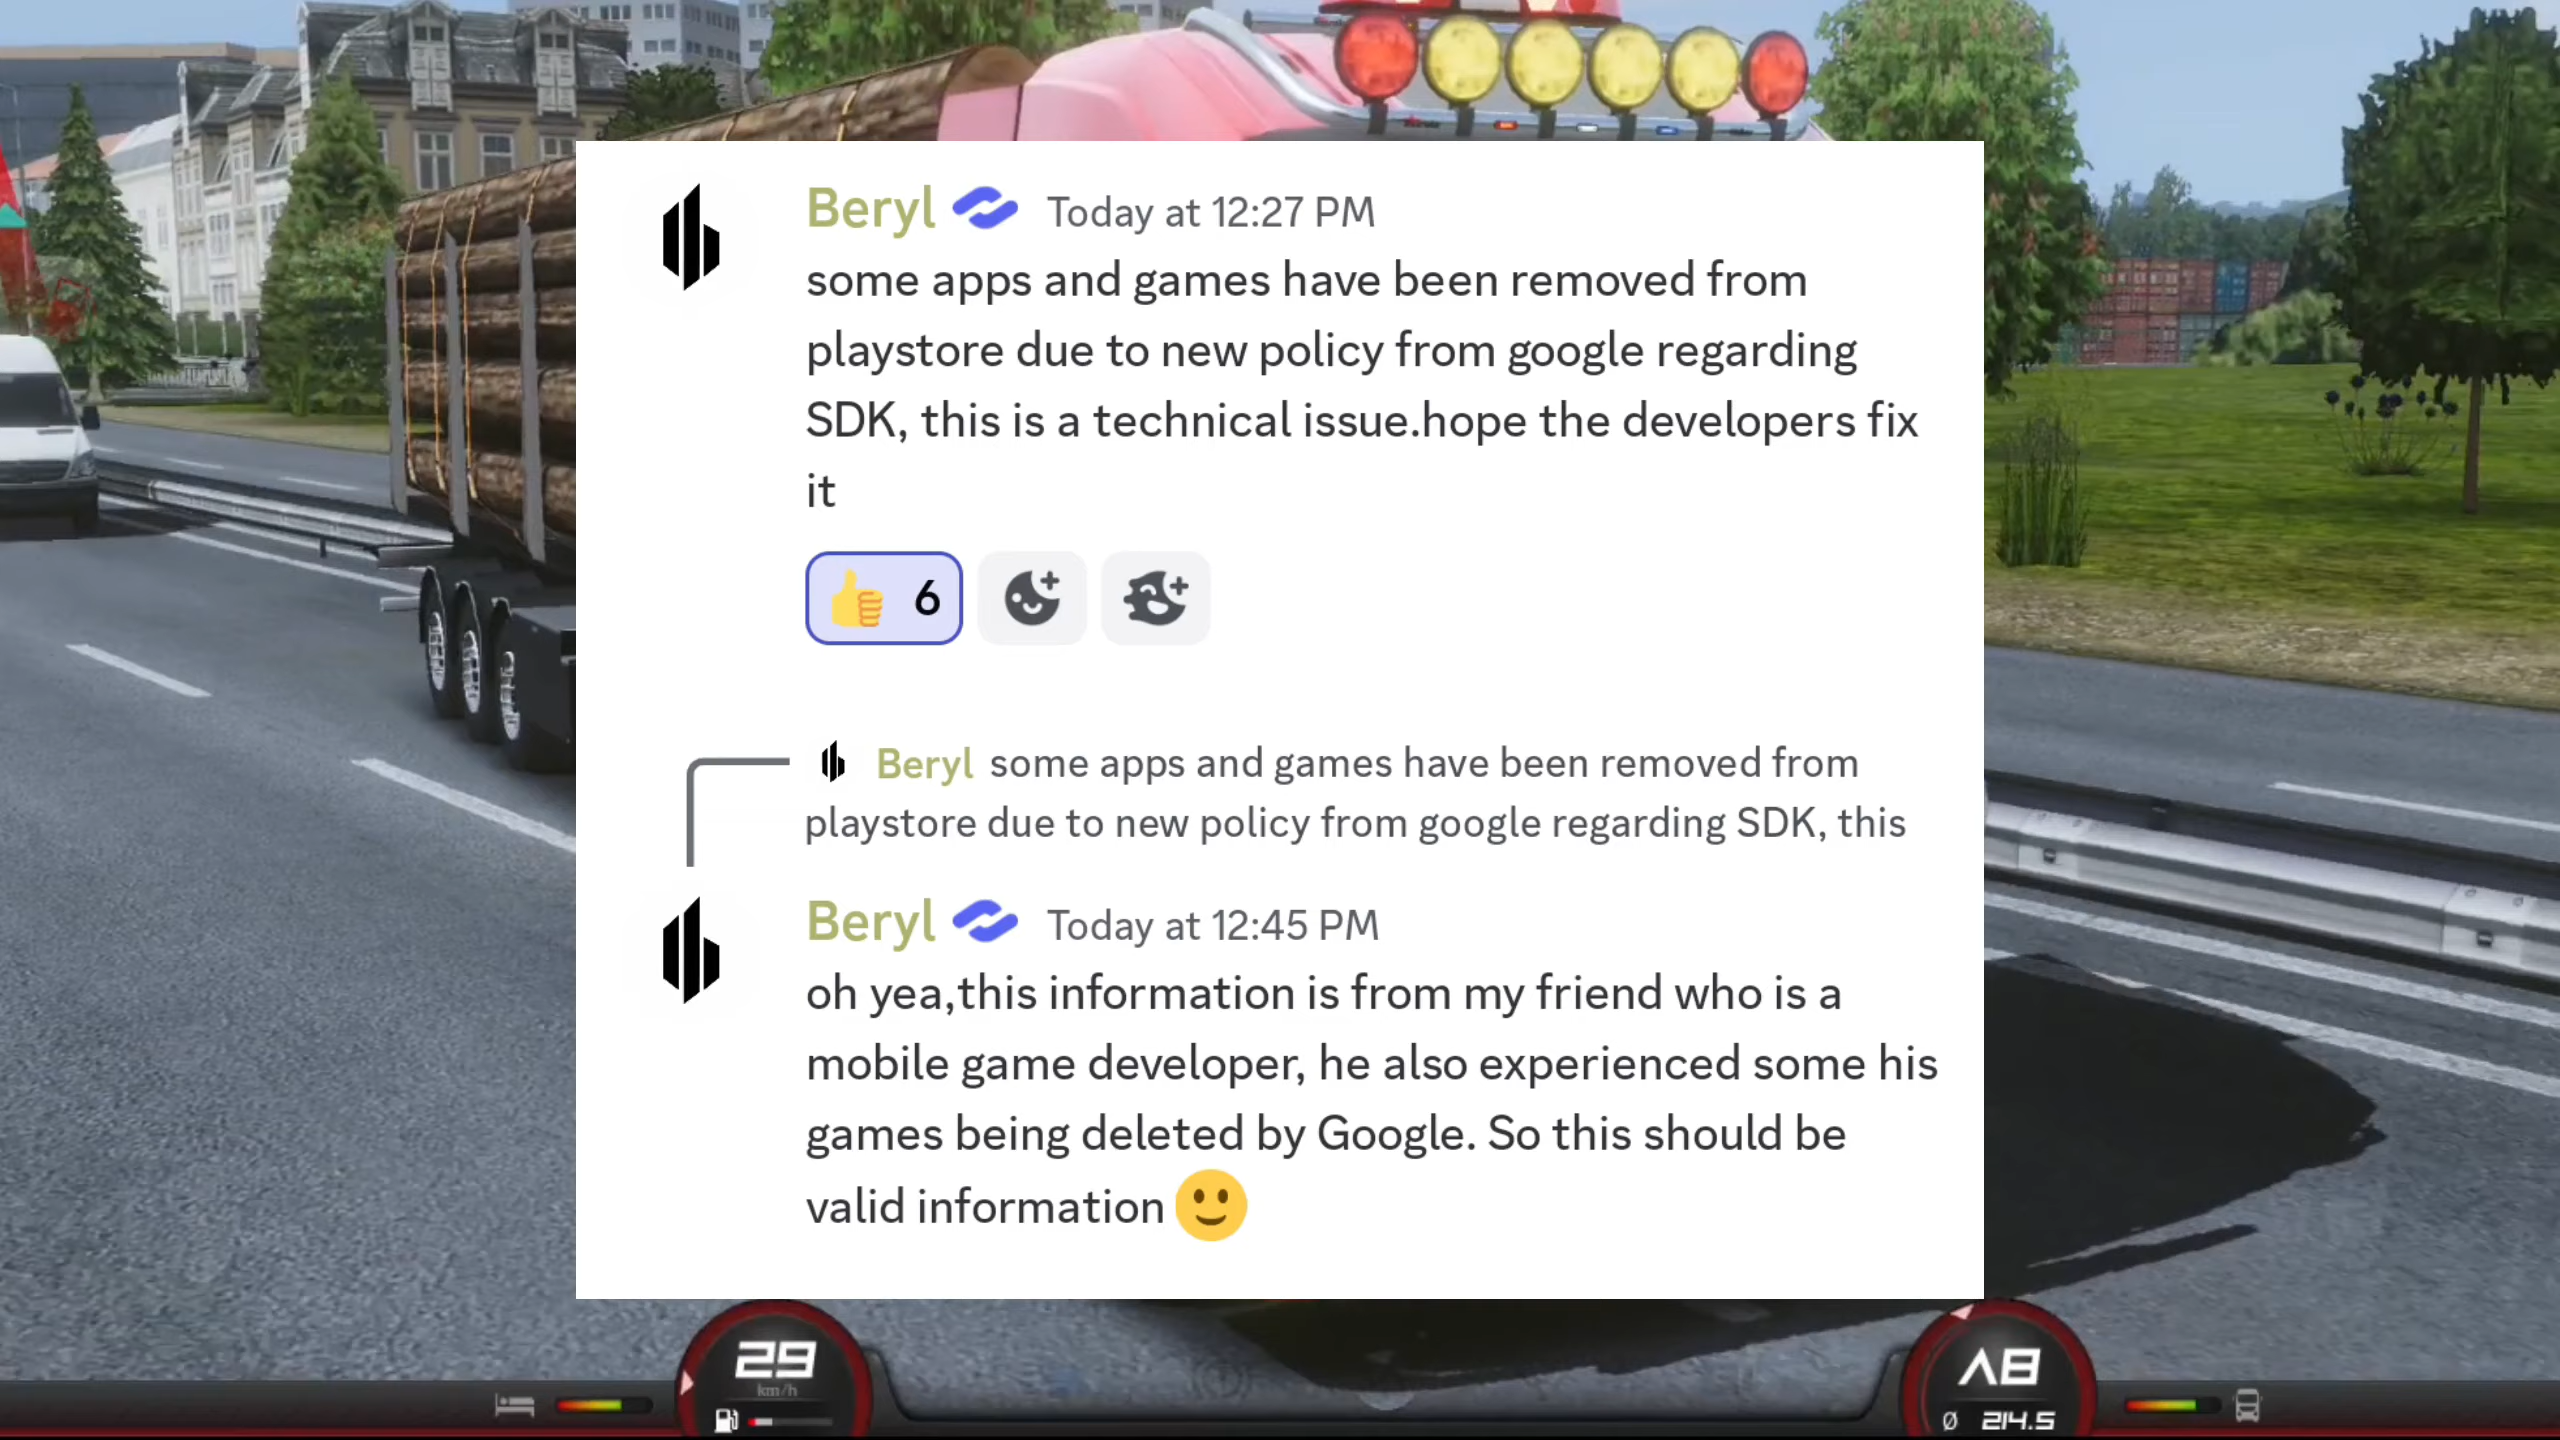 Beryl Today at 12:27 PM
some apps and games have been removed from
playstore due to new policy from google regarding
SDK, this is a technical issue.hope the developers fix
it
6
Beryl some apps and games have been removed from
playstore due to new policy from google regarding SDK, this
Beryl Today at 12:45 PM
oh yea,this information is from my friend who is a
mobile game developer, he also experienced some his
games being deleted by Google. So this should be
valid information
29
km/h
A8
Ø 214.5